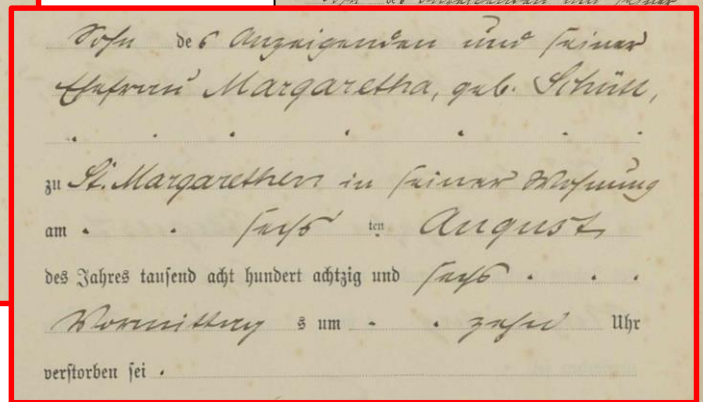 Sohn des Anzeigenden und seiner
Ehefrau Margaretha, geb. Schüll,
zu St. Margarethen in seiner Wohnung
am sechs ten August
des Jahres tausend acht hundert achtzig und sechs
Vormittag s um zehn Uhr
verstorben sei.